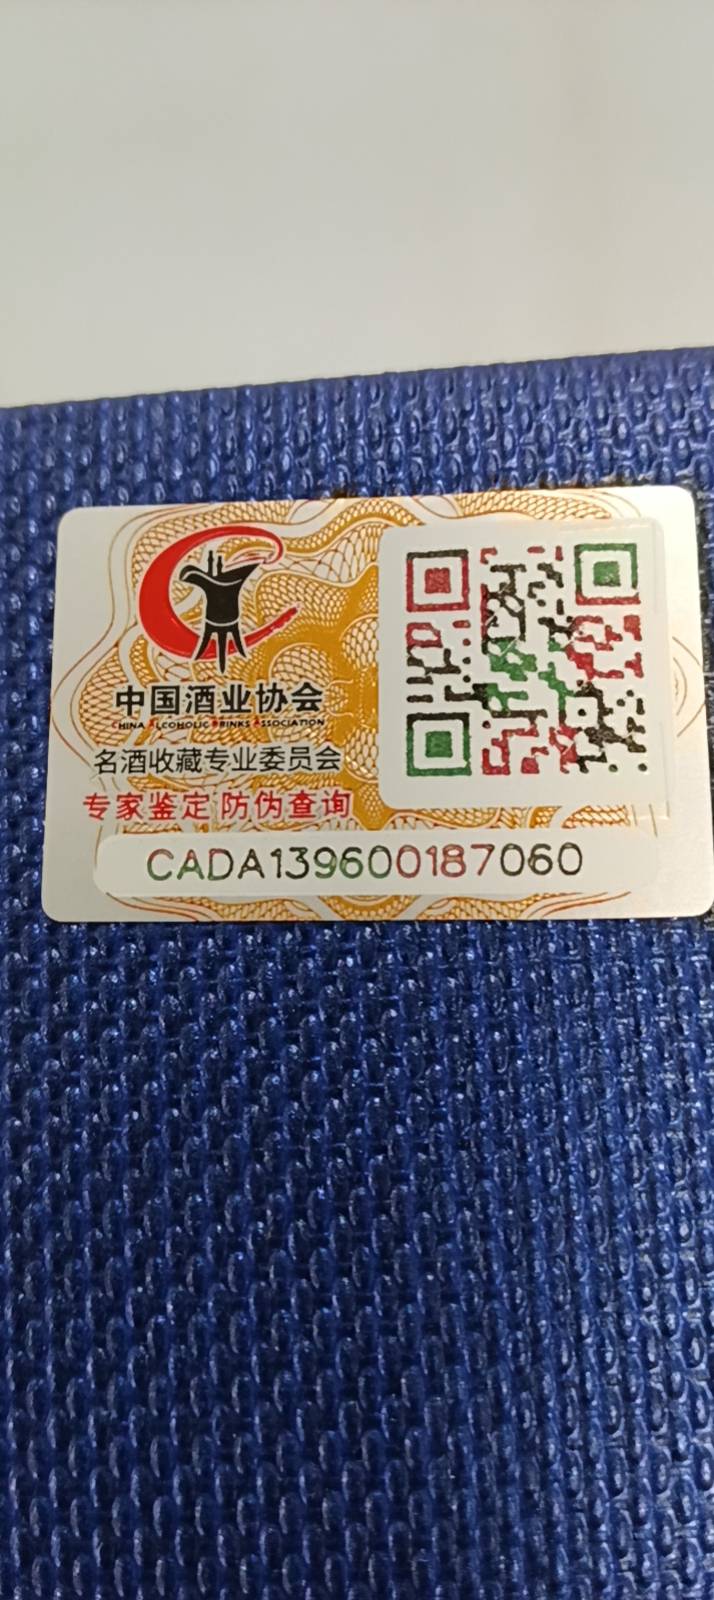 中国酒业协会
CHINA ALCOHOLIC DRINKS ASSOCIATION
名酒收藏专业委员会
专家鉴定 防伪查询
CADA139600187060